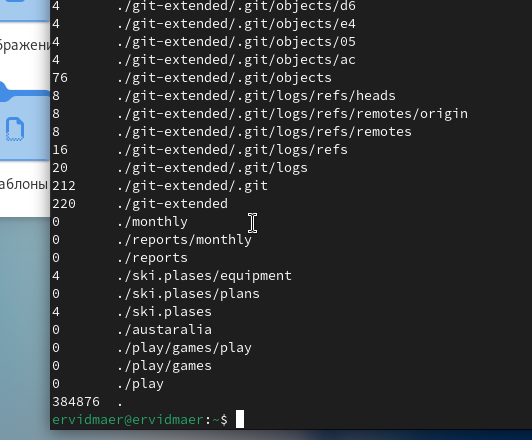 4 ./git-extended/.git/objects/d6
4 ./git-extended/.git/objects/e4
4 ./git-extended/.git/objects/05
4 ./git-extended/.git/objects/ac
76 ./git-extended/.git/objects
8 ./git-extended/.git/logs/refs/heads
8 ./git-extended/.git/logs/refs/remotes/origin
8 ./git-extended/.git/logs/refs/remotes
16 ./git-extended/.git/logs/refs
20 ./git-extended/.git/logs
212 ./git-extended/.git
220 ./git-extended
0 ./monthly
0 ./reports/monthly
0 ./reports
4 ./ski.plases/equipment
0 ./ski.plases/plans
4 ./ski.plases
0 ./austaralia
0 ./play/games/play
0 ./play/games
0 ./play
384876 .
ervidmaer@ervidmaer:~$
бражени
аблоны